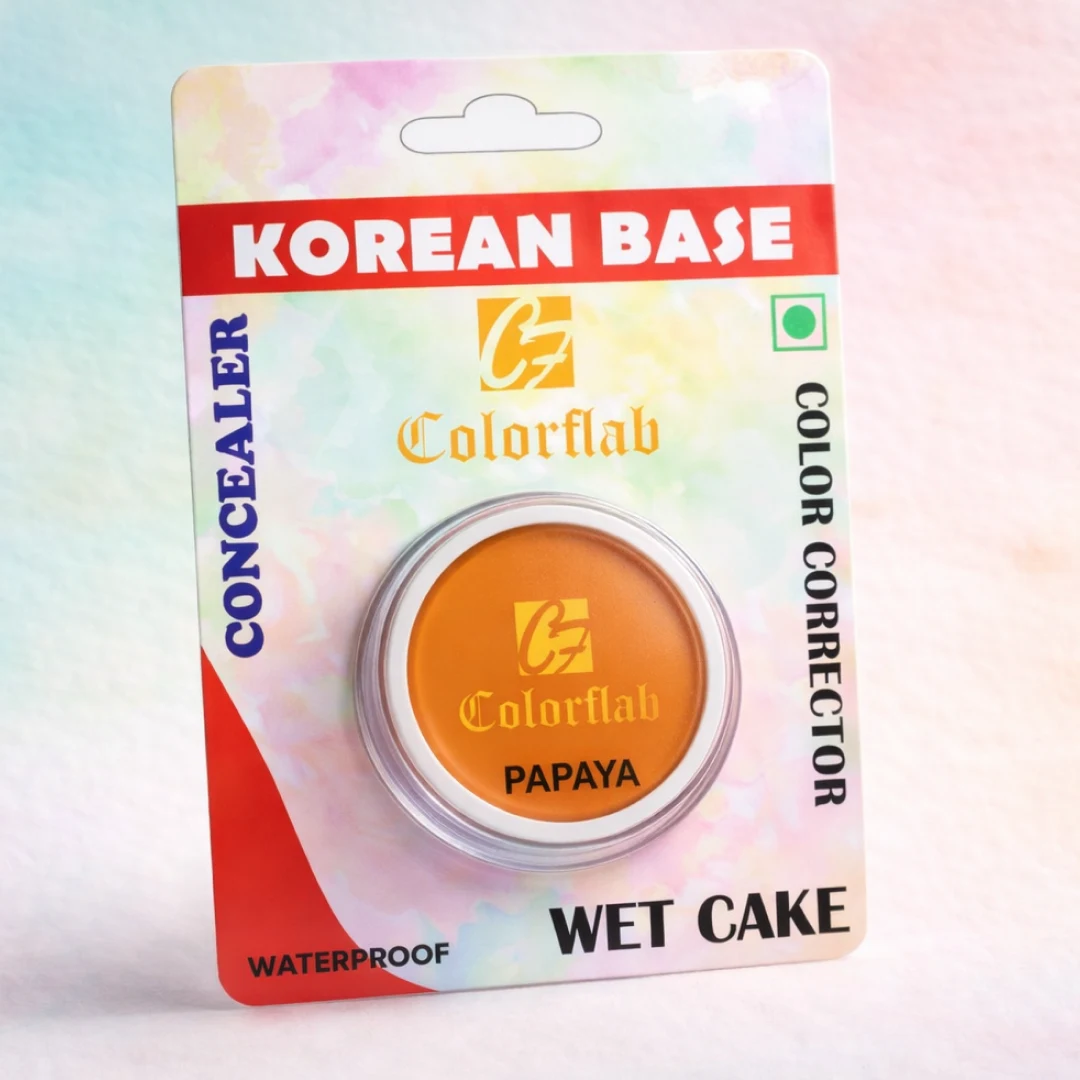 KOREAN BASE
CF
Colorflab
CONCEALER
COLOR CORRECTOR
CF
Colorflab
PAPAYA
WET CAKE
WATERPROOF